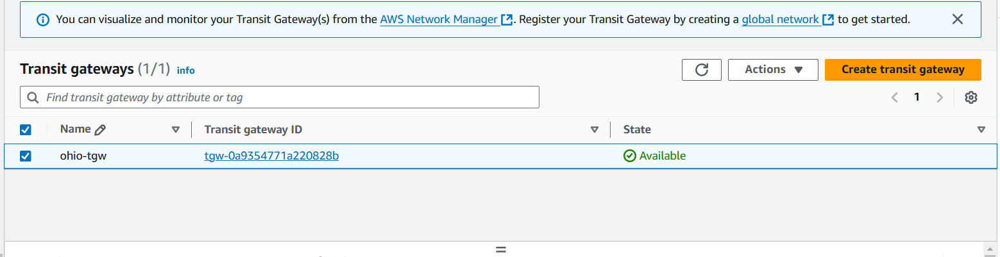 You can visualize and monitor your Transit Gateway(s) from the AWS Network Manager. Register your Transit Gateway by creating a global network to get started.
Transit gateways (1/1) info
Actions
Create transit gateway
Find transit gateway by attribute or tag
1
Name Transit gateway ID State
ohio-tgw tgw-0a9354771a220828b Available